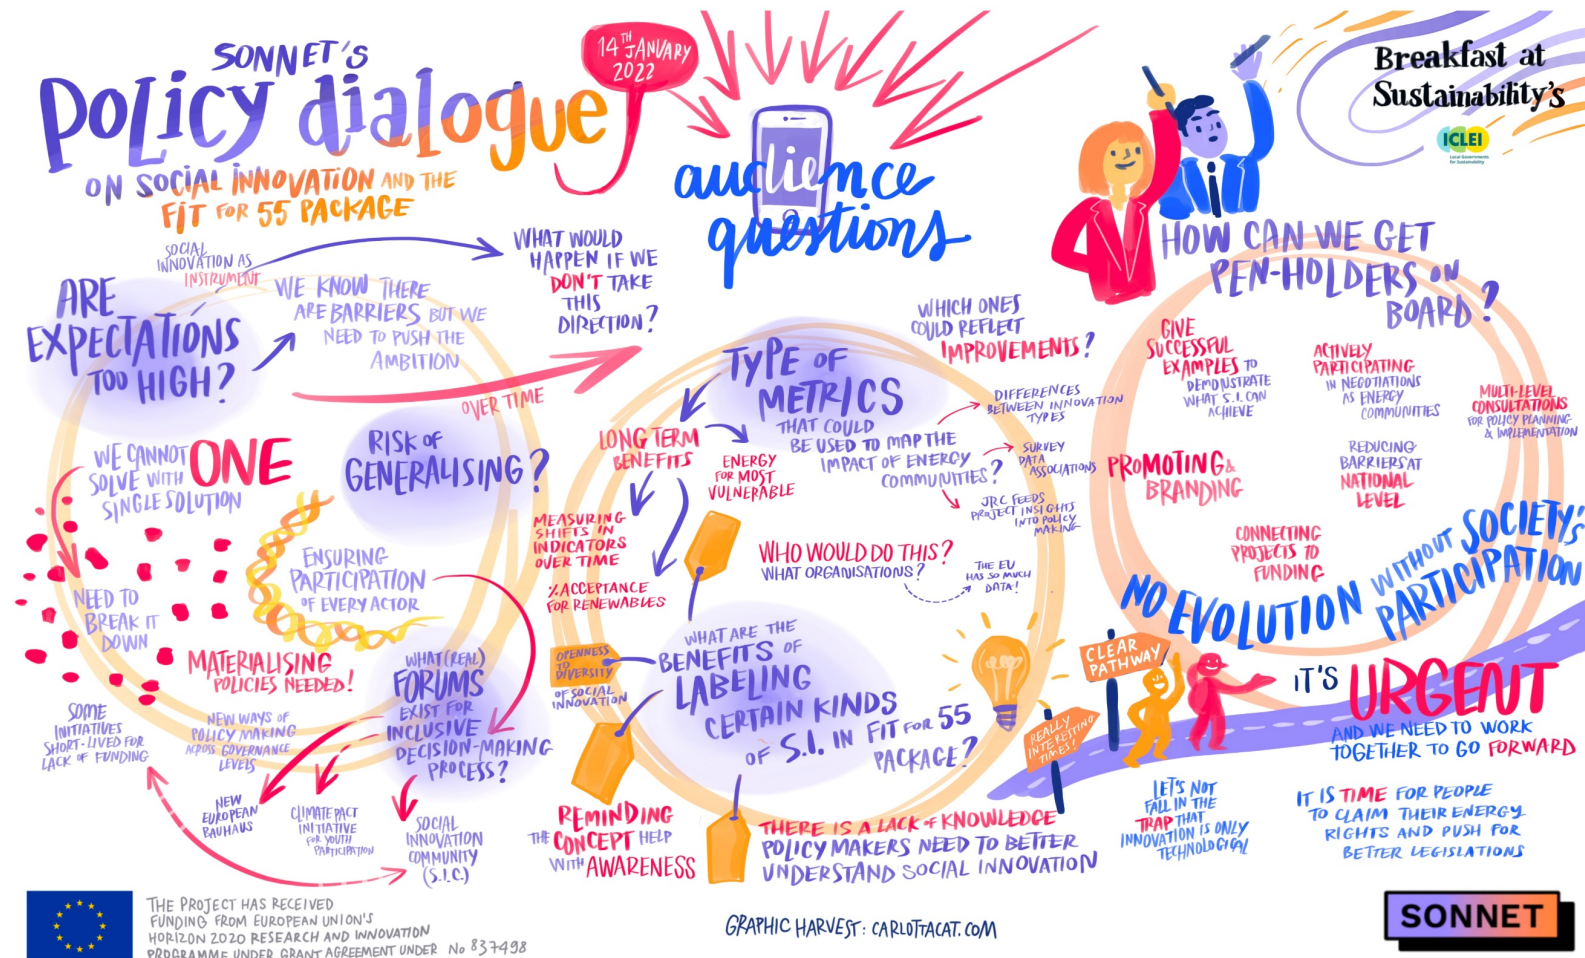 SONNET'S
POLICY dialogue
ON SOCIAL INNOVATION AND THE
FIT FOR 55 PACKAGE
14TH
JANUARY
2022
audience
questions
Breakfast at
Sustainability's
ICLEI
Local Governments
for Sustainability
SOCIAL
INNOVATION AS
INSTRUMENT
ARE
EXPECTATIONS
TOO HIGH?
WE KNOW THERE
ARE BARRIERS BUT WE
NEED TO PUSH THE
AMBITION
WHAT WOULD
HAPPEN IF WE
DON'T TAKE
THIS
DIRECTION?
OVER TIME
RISK OF
GENERALISING?
WE CANNOT
SOLVE WITH ONE
SINGLE SOLUTION
NEED TO
BREAK IT
DOWN
ENSURING
PARTICIPATION
OF EVERY ACTOR
MATERIALISING
POLICIES NEEDED!
SOME
INITIATIVES
SHORT-LIVED FOR
LACK OF FUNDING
NEW WAYS OF
POLICY MAKING
ACROSS GOVERNANCE
LEVELS
WHAT (REAL)
FORUMS
EXIST FOR
INCLUSIVE
DECISION-MAKING
PROCESS?
NEW
EUROPEAN
BAUHAUS
CLIMATE PACT
INITIATIVE
FOR YOUTH
PARTICIPATION
SOCIAL
INNOVATION
COMMUNITY
(S.I.C.)
TYPE OF
METRICS
THAT COULD
BE USED TO MAP THE
IMPACT OF ENERGY
COMMUNITIES?
WHICH ONES
COULD REFLECT
IMPROVEMENTS?
DIFFERENCES
BETWEEN INNOVATION
TYPES
SURVEY
DATA
ASSOCIATIONS
JRC FEEDS
PROJECT INSIGHTS
INTO POLICY
MAKING
LONG TERM
BENEFITS
ENERGY
FOR MOST
VULNERABLE
MEASURING
SHIFTS IN
INDICATORS
OVER TIME
% ACCEPTANCE
FOR RENEWABLES
WHO WOULD DO THIS?
WHAT ORGANISATIONS?
THE EU
HAS SO MUCH
DATA!
WHAT ARE THE
BENEFITS OF
LABELING
CERTAIN KINDS
OF S.I. IN FIT FOR 55
PACKAGE?
OPENNESS
TO
DIVERSITY
OF SOCIAL
INNOVATION
REMINDING
THE CONCEPT HELP
WITH AWARENESS
THERE IS A LACK OF KNOWLEDGE
POLICY MAKERS NEED TO BETTER
UNDERSTAND SOCIAL INNOVATION
HOW CAN WE GET
PEN-HOLDERS ON
BOARD?
GIVE
SUCCESSFUL
EXAMPLES TO
DEMONSTRATE
WHAT S.I. CAN
ACHIEVE
ACTIVELY
PARTICIPATING
IN NEGOTIATIONS
AS ENERGY
COMMUNITIES
MULTI-LEVEL
CONSULTATIONS
FOR POLICY PLANNING
& IMPLEMENTATION
PROMOTING &
BRANDING
REDUCING
BARRIERS AT
NATIONAL
LEVEL
CONNECTING
PROJECTS TO
FUNDING
NO EVOLUTION WITHOUT SOCIETY'S
PARTICIPATION
CLEAR
PATHWAY
REALLY
INTERESTING
TIMES!
IT'S URGENT
AND WE NEED TO WORK
TOGETHER TO GO FORWARD
LET'S NOT
FALL IN THE
TRAP THAT
INNOVATION IS ONLY
TECHNOLOGICAL
IT IS TIME FOR PEOPLE
TO CLAIM THEIR ENERGY
RIGHTS AND PUSH FOR
BETTER LEGISLATIONS
THE PROJECT HAS RECEIVED
FUNDING FROM EUROPEAN UNION'S
HORIZON 2020 RESEARCH AND INNOVATION
PROGRAMME UNDER GRANT AGREEMENT UNDER No 837498
GRAPHIC HARVEST: CARLOTTACAT.COM
SONNET